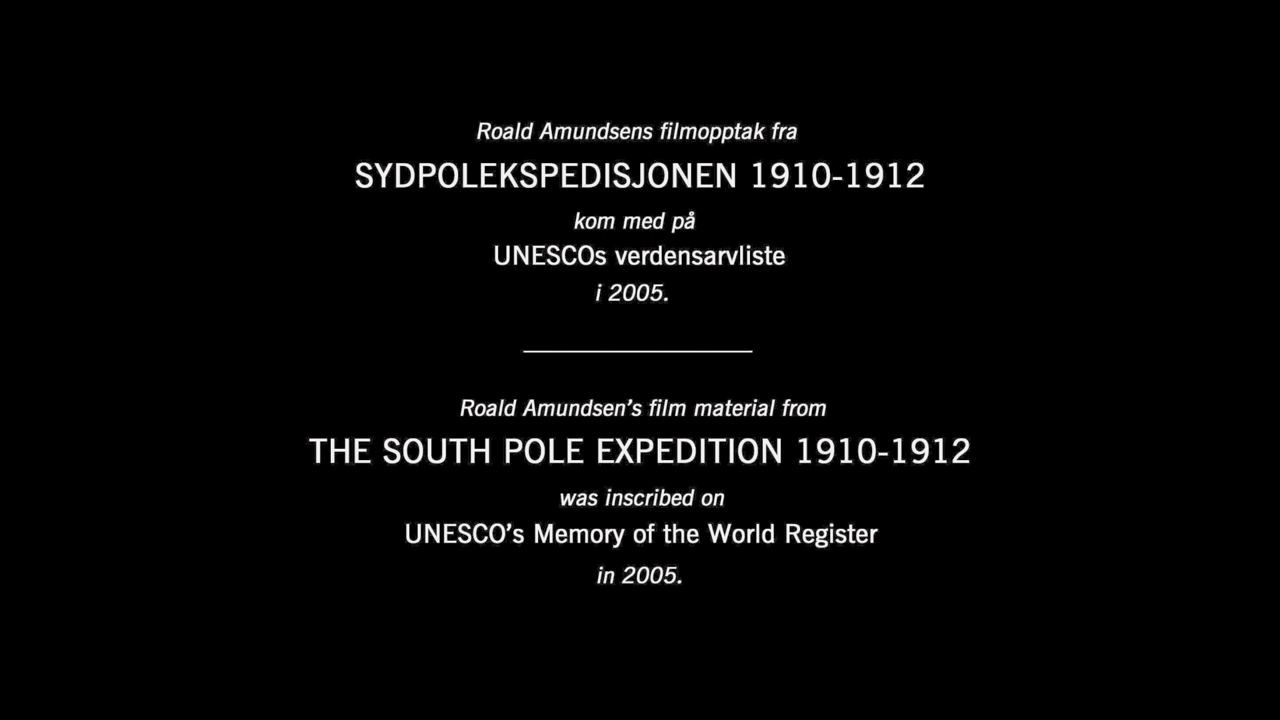 Roald Amundsens filmopptak fra
SYDPOLEKSPEDISJONEN 1910-1912
kom med på
UNESCOs verdensarvliste
i 2005.
Roald Amundsen’s film material from
THE SOUTH POLE EXPEDITION 1910-1912
was inscribed on
UNESCO’s Memory of the World Register
in 2005.